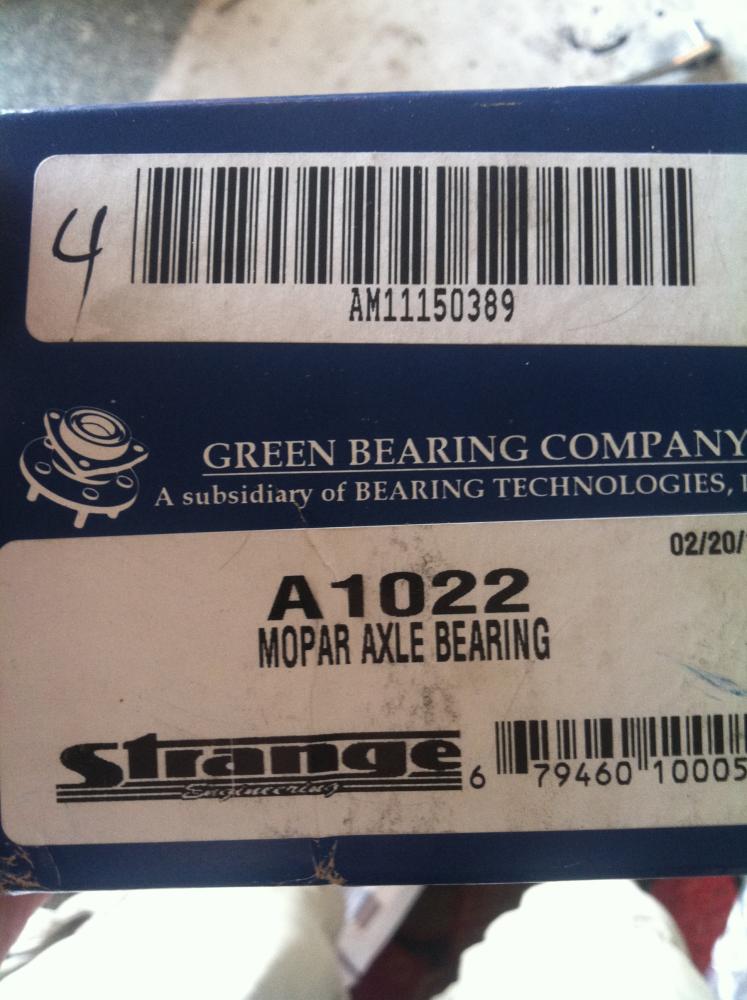 4
AM11150389
GREEN BEARING COMPANY
A subsidiary of BEARING TECHNOLOGIES,
02/20/
A1022
MOPAR AXLE BEARING
Strange
Engineering
6 79460 10005